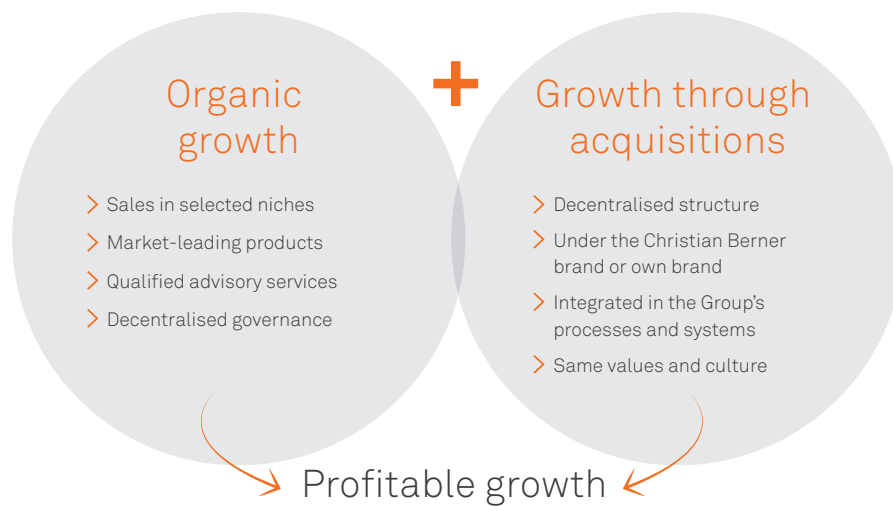 Organic
growth
Sales in selected niches
Market-leading products
Qualified advisory services
Decentralised governance
+
Growth through
acquisitions
Decentralised structure
Under the Christian Berner
brand or own brand
Integrated in the Group’s
processes and systems
Same values and culture
Profitable growth